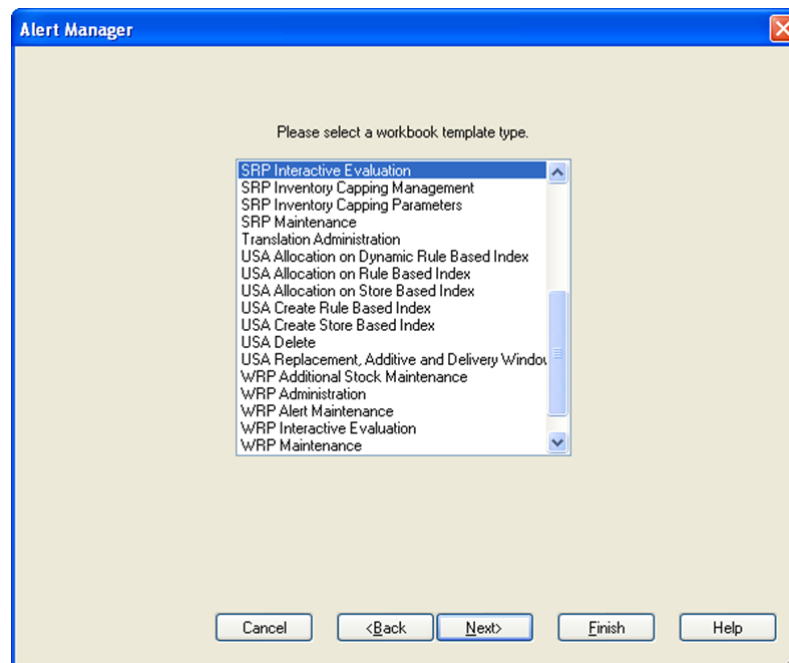 Alert Manager
Please select a workbook template type.
SRP Interactive Evaluation
SRP Inventory Capping Management
SRP Inventory Capping Parameters
SRP Maintenance
Translation Administration
USA Allocation on Dynamic Rule Based Index
USA Allocation on Rule Based Index
USA Allocation on Store Based Index
USA Create Rule Based Index
USA Create Store Based Index
USA Delete
USA Replacement, Additive and Delivery Window
WRP Additional Stock Maintenance
WRP Administration
WRP Alert Maintenance
WRP Interactive Evaluation
WRP Maintenance
Cancel <Back Next> Finish Help